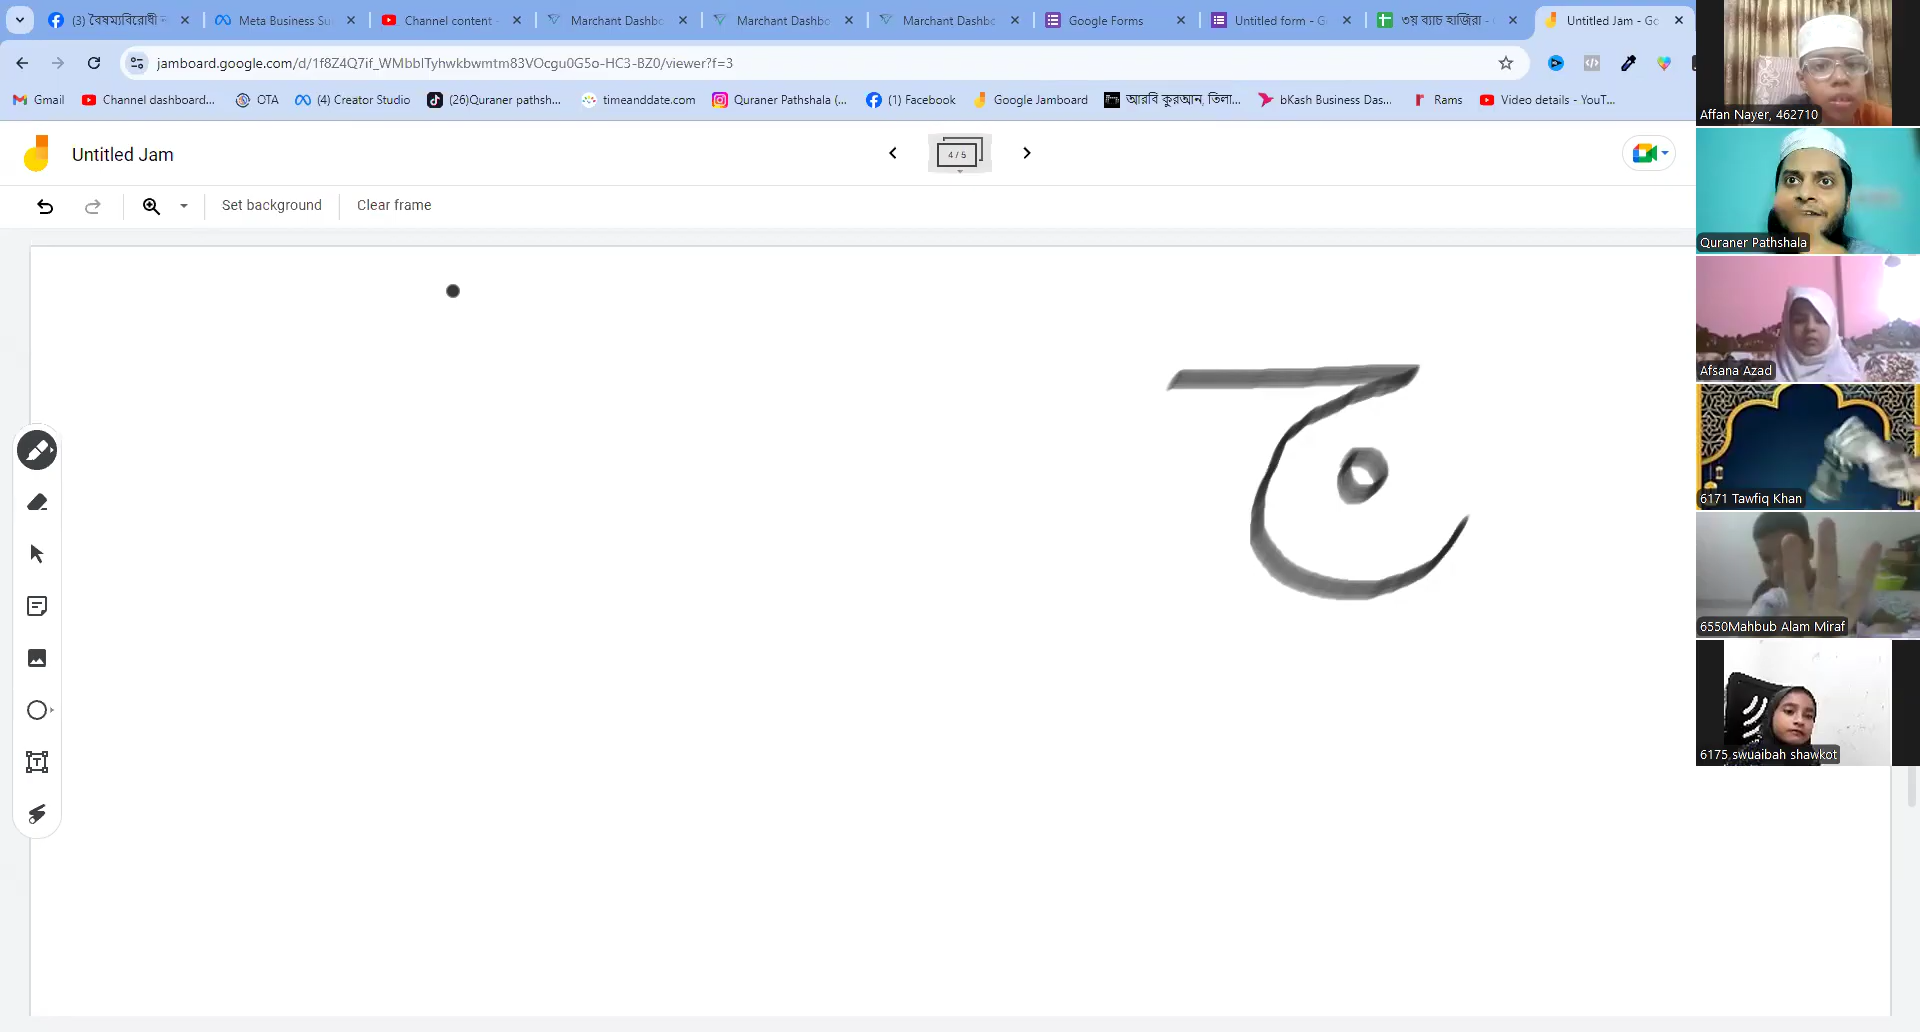 (3) বৈষম্যবিরোধী
Meta Business Su
Channel content -
Marchant Dashbo
Marchant Dashbo
Marchant Dashbo
Google Forms
Untitled form - G
৩য় ব্যাচ হাজিরা -
Untitled Jam - Go
jamboard.google.com/d/1f8Z4Q7if_WMbblTyhwkbwmtm83VOcgu0G5o-HC3-BZ0/viewer?f=3
Gmail
Channel dashboard...
OTA
(4) Creator Studio
(26)Quraner pathsh...
timeanddate.com
Quraner Pathshala (...
(1) Facebook
Google Jamboard
আরবি কুরআন, তিলা...
bKash Business Das...
Rams
Video details - YouT...
Untitled Jam
4 / 5
Set background
Clear frame
ج
Affan Nayer, 462710
Quraner Pathshala
Afsana Azad
6171 Tawfiq Khan
6550Mahbub Alam Miraf
6175 swuaibah shawkot